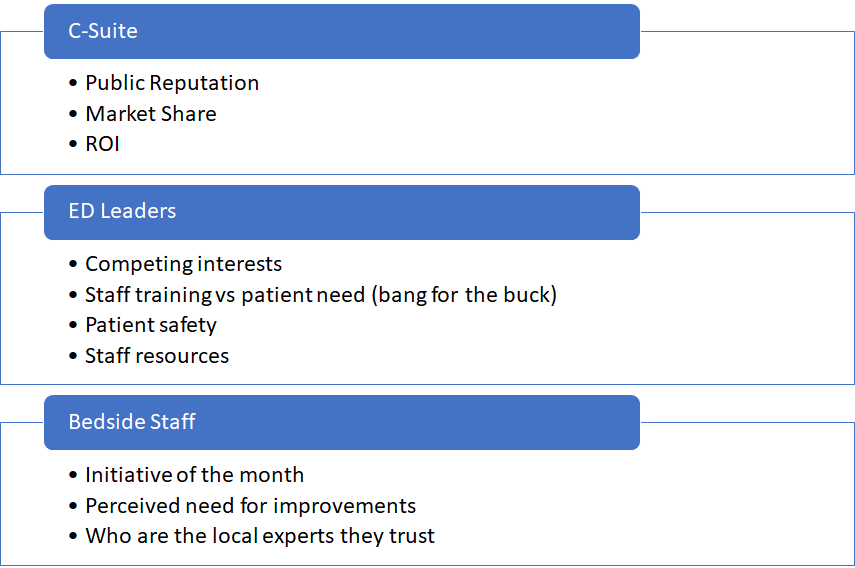 C-Suite
• Public Reputation
• Market Share
• ROI
ED Leaders
• Competing interests
• Staff training vs patient need (bang for the buck)
• Patient safety
• Staff resources
Bedside Staff
• Initiative of the month
• Perceived need for improvements
• Who are the local experts they trust